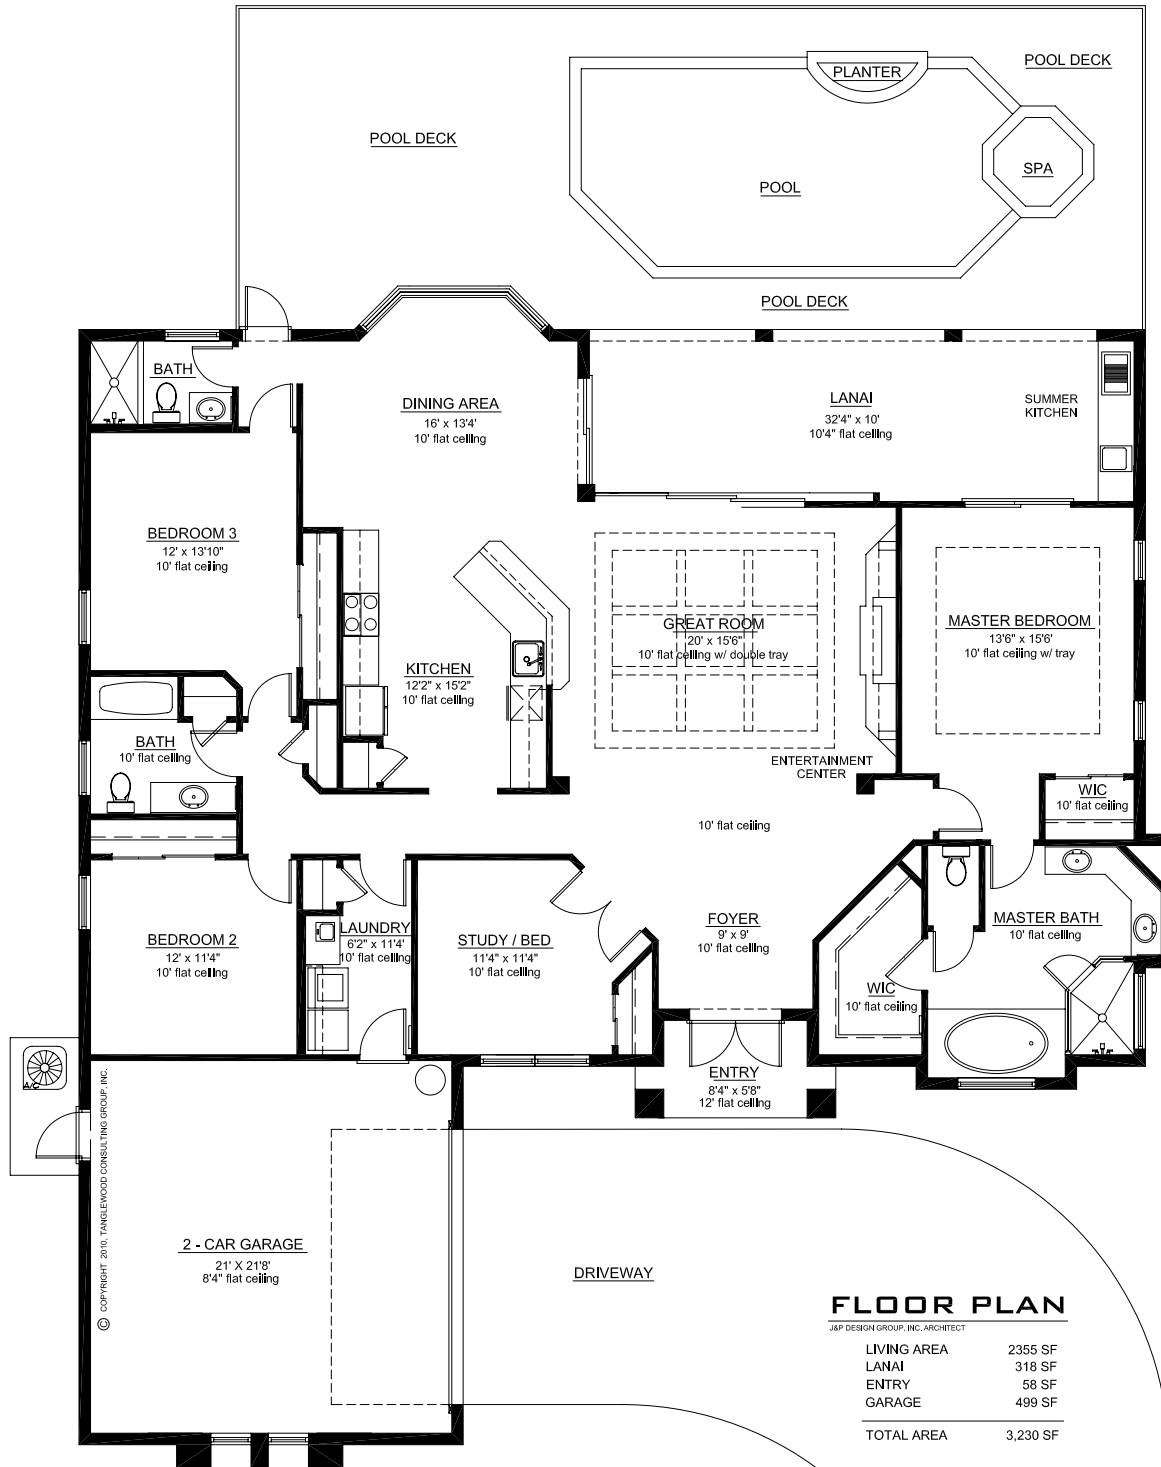 PLANTER
POOL DECK
POOL DECK
SPA
POOL
POOL DECK
BATH
DINING AREA
16' x 13'4"
10' flat ceiling
LANAI
32'4" x 10'
10'4" flat ceiling
SUMMER
KITCHEN
BEDROOM 3
12' x 13'10"
10' flat ceiling
GREAT ROOM
20' x 15'6"
10' flat ceiling w/ double tray
MASTER BEDROOM
13'6" x 15'6'
10' flat ceiling w/ tray
KITCHEN
12'2" x 15'2"
10' flat ceiling
BATH
10' flat ceiling
ENTERTAINMENT
CENTER
WIC
10' flat ceiling
10' flat ceiling
BEDROOM 2
12' x 11'4"
10' flat ceiling
LAUNDRY
6'2" x 11'4'
10' flat ceiling
STUDY / BED
11'4" x 11'4"
10' flat ceiling
FOYER
9' x 9'
10' flat ceiling
MASTER BATH
10' flat ceiling
WIC
10' flat ceiling
A/C
ENTRY
8'4" x 5'8"
12' flat ceiling
© COPYRIGHT 2010, TANGLEWOOD CONSULTING GROUP, INC.
2 - CAR GARAGE
21' X 21'8'
8'4" flat ceiling
DRIVEWAY
FLOOR PLAN
J&P DESIGN GROUP, INC. ARCHITECT
LIVING AREA 2355 SF
LANAI 318 SF
ENTRY 58 SF
GARAGE 499 SF
TOTAL AREA 3,230 SF